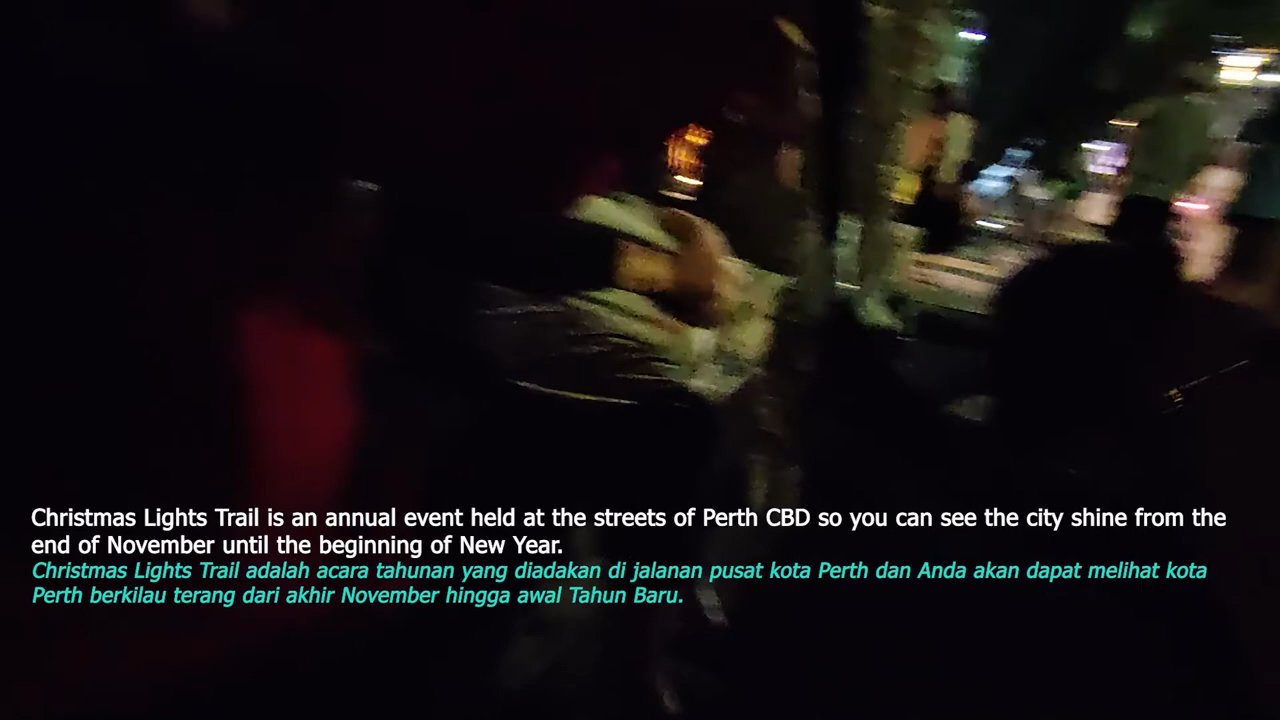 Christmas Lights Trail is an annual event held at the streets of Perth CBD so you can see the city shine from the
end of November until the beginning of New Year.
Christmas Lights Trail adalah acara tahunan yang diadakan di jalanan pusat kota Perth dan Anda akan dapat melihat kota
Perth berkilau terang dari akhir November hingga awal Tahun Baru.